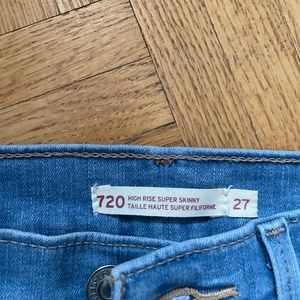 720 HIGH RISE SUPER SKINNY
TAILLE HAUTE SUPER FILIFORME
27